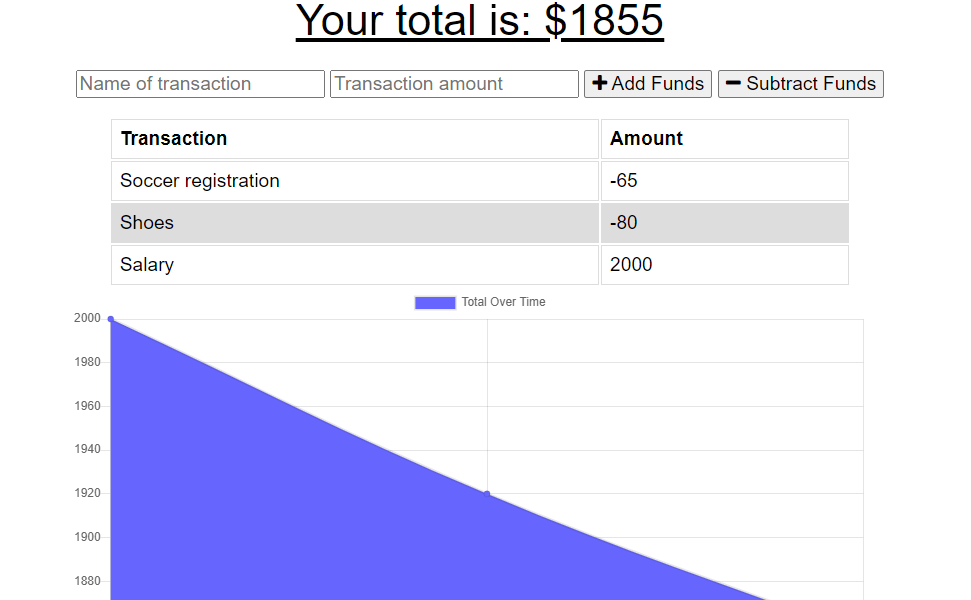 Your total is: $1855
Name of transaction Transaction amount Add Funds Subtract Funds
Transaction Amount
Soccer registration -65
Shoes -80
Salary 2000
Total Over Time
2000
1980
1960
1940
1920
1900
1880